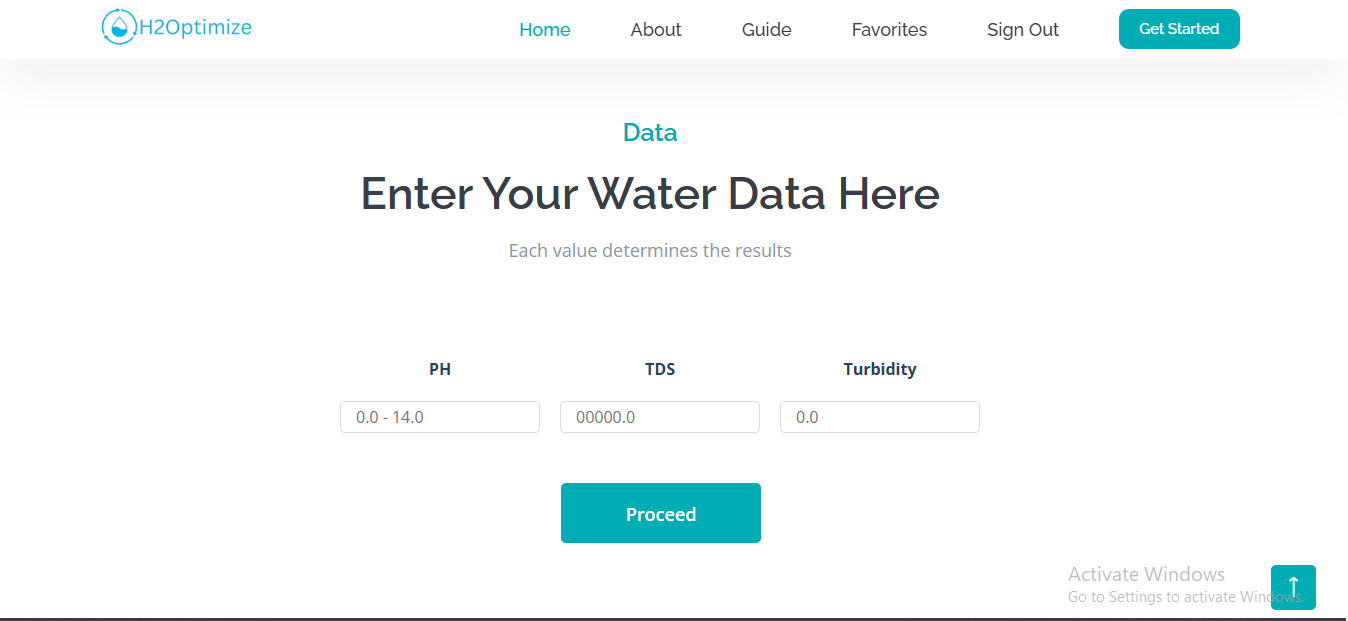 H2Optimize
Home About Guide Favorites Sign Out Get Started
Data
Enter Your Water Data Here
Each value determines the results
PH TDS Turbidity
0.0 - 14.0 00000.0 0.0
Proceed
Activate Windows
Go to Settings to activate Windows.